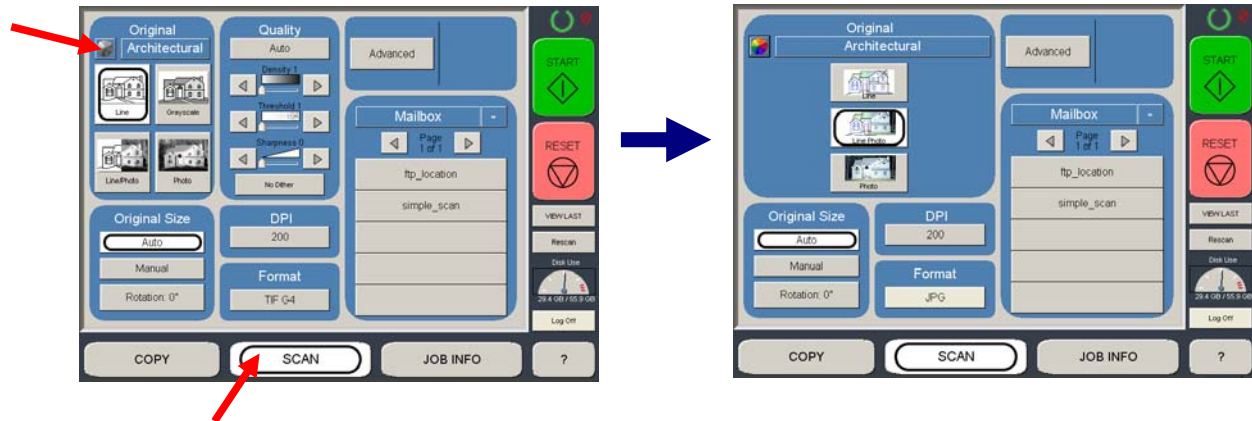 Original
Architectural
Line
Grayscale
Line/Photo
Photo
Quality
Auto
Density 1
Threshold 1
Sharpness 0
No Dither
Advanced
Mailbox -
Page
1 of 1
ftp_location
simple_scan
Original Size
Auto
Manual
Rotation: 0°
DPI
200
Format
TIF G4
START
RESET
VIEW LAST
Rescan
Disk Use
29.4 GB / 55.9 GB
Log Off
COPY
SCAN
JOB INFO
?
Original
Architectural
Line
Line Photo
Photo
Advanced
Mailbox -
Page
1 of 1
ftp_location
simple_scan
Original Size
Auto
Manual
Rotation: 0°
DPI
200
Format
JPG
START
RESET
VIEW LAST
Rescan
Disk Use
29.4 GB / 55.9 GB
Log Off
COPY
SCAN
JOB INFO
?